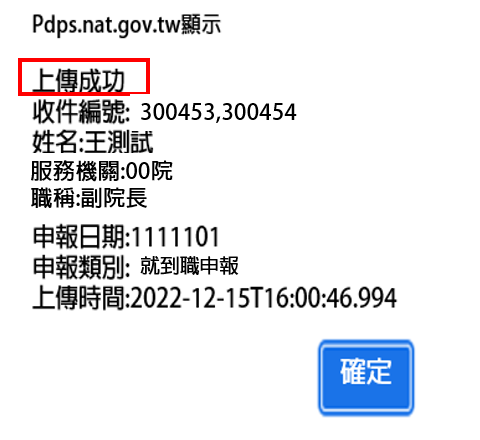 Pdps.nat.gov.tw顯示
上傳成功
收件編號: 300453,300454
姓名:王測試
服務機關:00院
職稱:副院長
申報日期:1111101
申報類別: 就到職申報
上傳時間:2022-12-15T16:00:46.994
確定